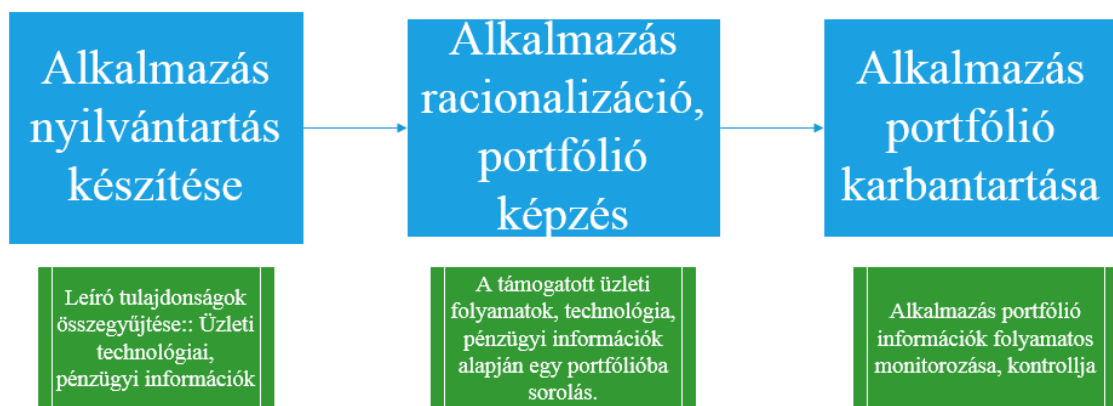 Alkalmazás
nyilvántartás
készítése
Alkalmazás
racionalizáció,
portfólió
képzés
Alkalmazás
portfólió
karbantartása
Leíró tulajdonságok
összegyűjtése:: Üzleti
technológiai,
pénzügyi információk
A támogatott üzleti
folyamatok, technológia,
pénzügyi információk
alapján egy portfólióba
sorolás.
Alkalmazás portfólió
információk folyamatos
monitorozása, kontrollja